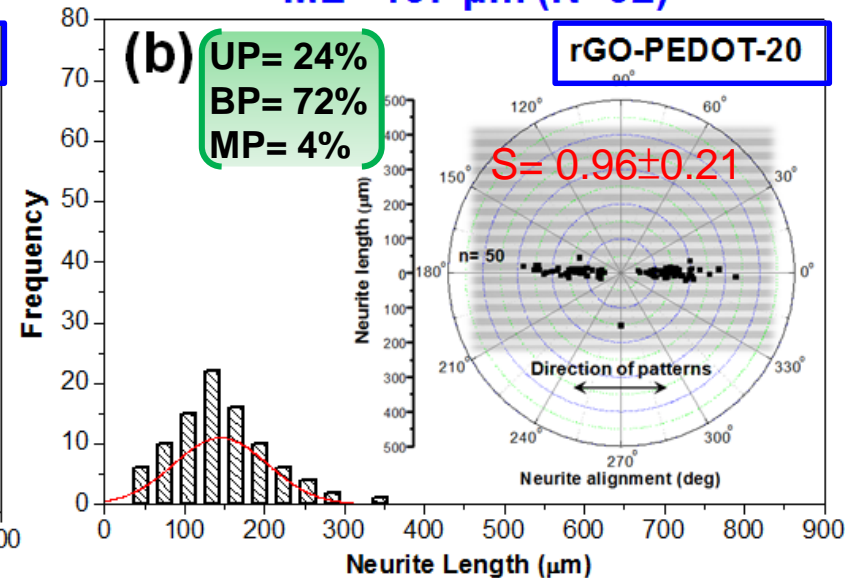 (b)
UP= 24%
BP= 72%
MP= 4%
rGO-PEDOT-20
S= 0.96±0.21
n= 50
Direction of patterns
90°
60°
30°
0°
330°
300°
270°
240°
210°
180°
150°
120°
Neurite alignment (deg)
Neurite length (μm)
500
400
300
200
100
0
100
200
300
400
500
Frequency
80
70
60
50
40
30
20
10
0
0 100 200 300 400 500 600 700 800 900
Neurite Length (μm)
00